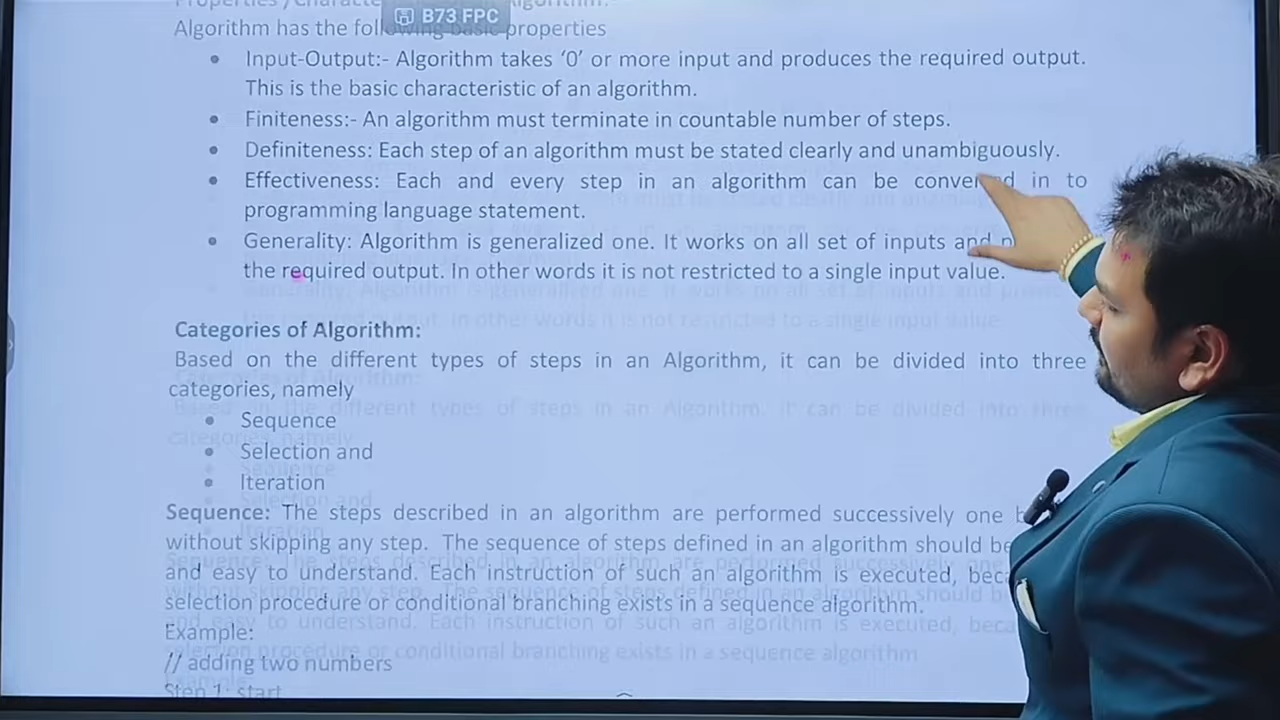 B73 FPC
Algorithm has the following basic properties
• Input-Output:- Algorithm takes ‘0’ or more input and produces the required output.
This is the basic characteristic of an algorithm.
• Finiteness:- An algorithm must terminate in countable number of steps.
• Definiteness: Each step of an algorithm must be stated clearly and unambiguously.
• Effectiveness: Each and every step in an algorithm can be in to
programming language statement.
• Generality: Algorithm is generalized one. It works on all set of inputs and
the required output. In other words it is not restricted to a single input value.
Categories of Algorithm:
Based on the different types of steps in an Algorithm, it can be divided into three
categories, namely
• Sequence
• Selection and
• Iteration
Sequence: The steps described in an algorithm are performed successively one
without skipping any step. The sequence of steps defined in an algorithm should be
and easy to understand. Each instruction of such an algorithm is executed,
selection procedure or conditional branching exists in a sequence algorithm.
Example:
// adding two numbers
Step 1: start